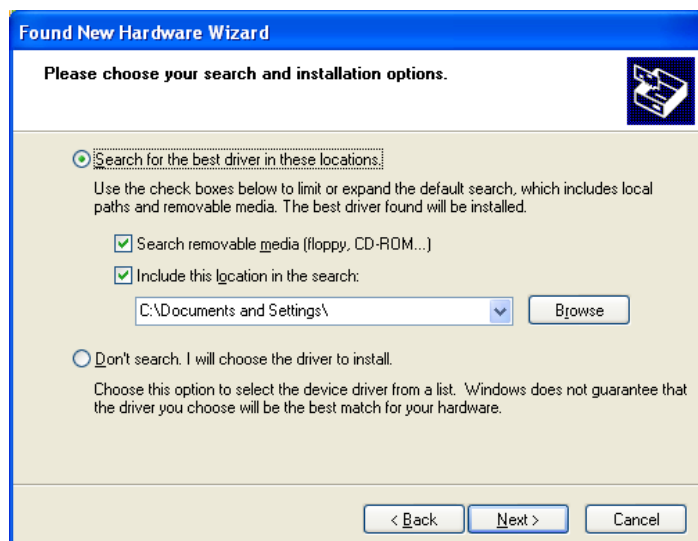 Found New Hardware Wizard
Please choose your search and installation options.
Search for the best driver in these locations.
Use the check boxes below to limit or expand the default search, which includes local
paths and removable media. The best driver found will be installed.
Search removable media (floppy, CD-ROM...)
Include this location in the search:
C:\Documents and Settings\
Browse
Don't search. I will choose the driver to install.
Choose this option to select the device driver from a list. Windows does not guarantee that
the driver you choose will be the best match for your hardware.
< Back
Next >
Cancel